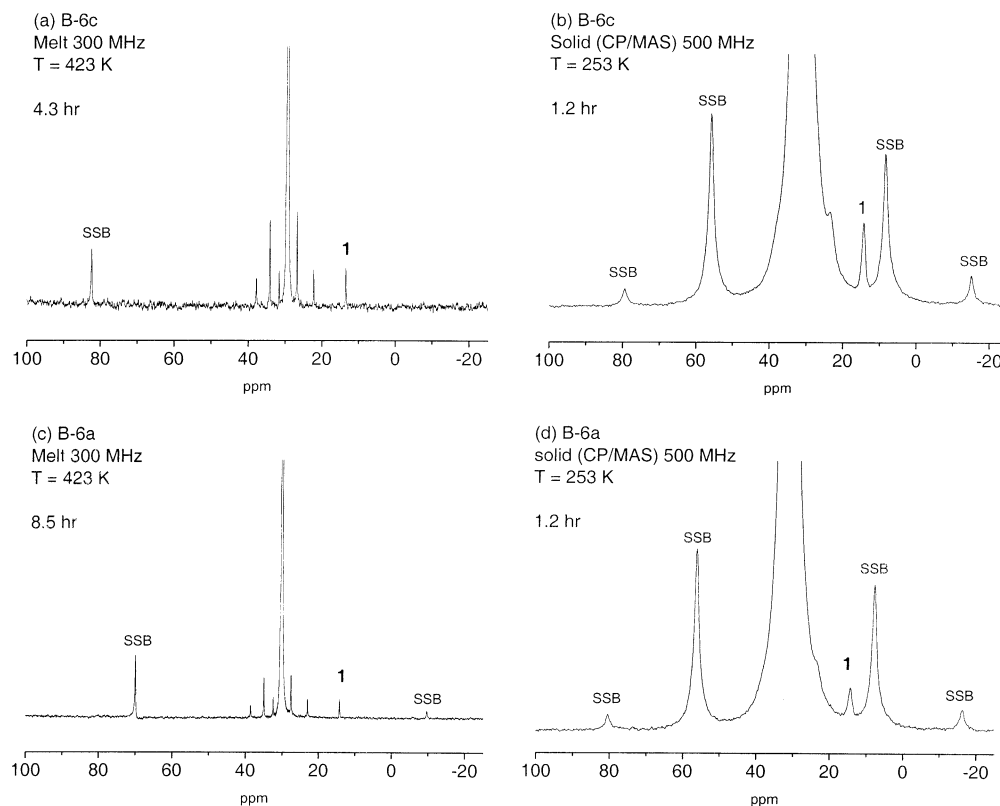 (a) B-6c
Melt 300 MHz
T = 423 K
4.3 hr
SSB
1
100 80 60 40 20 0 -20
ppm
(b) B-6c
Solid (CP/MAS) 500 MHz
T = 253 K
1.2 hr
SSB
SSB
1
SSB
SSB
100 80 60 40 20 0 -20
ppm
(c) B-6a
Melt 300 MHz
T = 423 K
8.5 hr
SSB
1
SSB
100 80 60 40 20 0 -20
ppm
(d) B-6a
solid (CP/MAS) 500 MHz
T = 253 K
1.2 hr
SSB
SSB
1
SSB
SSB
100 80 60 40 20 0 -20
ppm